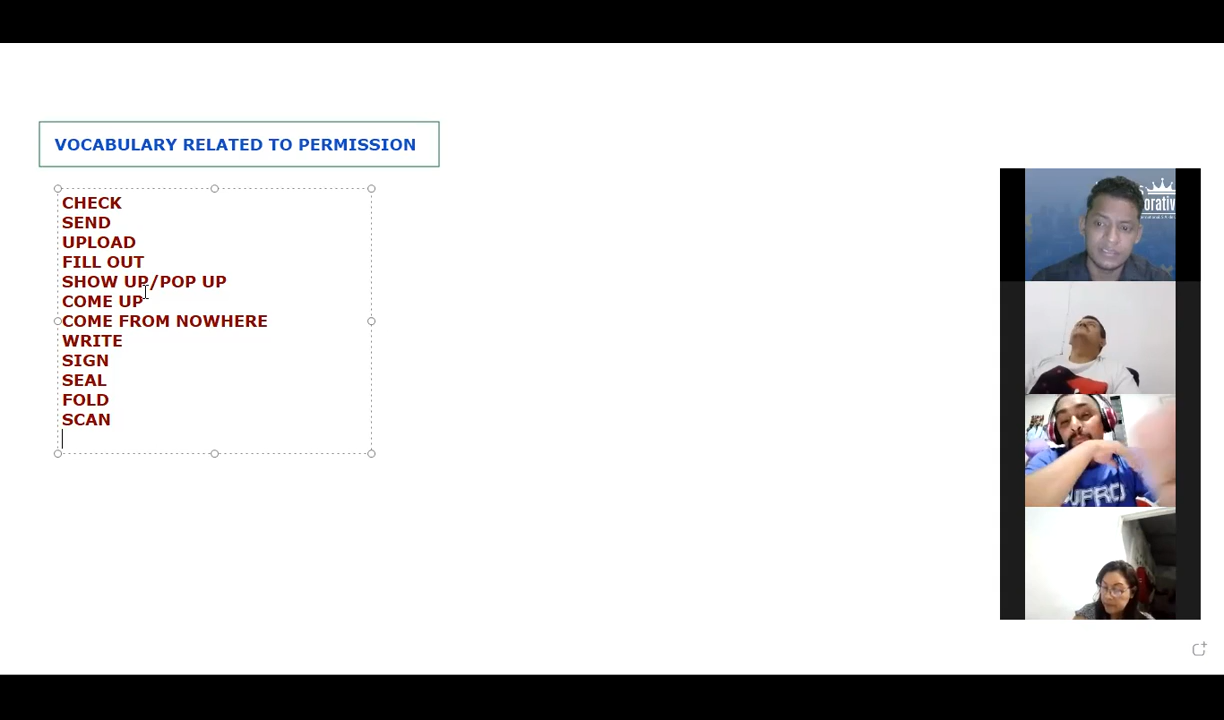 VOCABULARY RELATED TO PERMISSION
CHECK
SEND
UPLOAD
FILL OUT
SHOW UP/POP UP
COME UP
COME FROM NOWHERE
WRITE
SIGN
SEAL
FOLD
SCAN